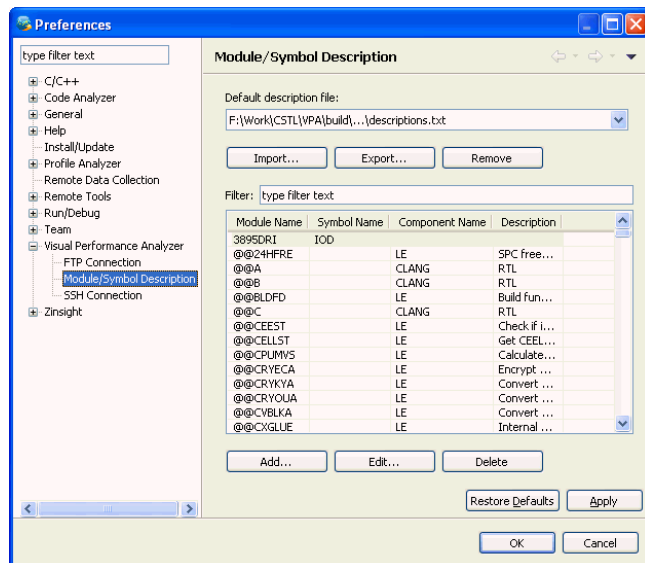 Preferences
type filter text
C/C++
Code Analyzer
General
Help
Install/Update
Profile Analyzer
Remote Data Collection
Remote Tools
Run/Debug
Team
Visual Performance Analyzer
FTP Connection
Module/Symbol Description
SSH Connection
Zinsight
Module/Symbol Description
Default description file:
F:\Work\CSTL\VPA\build\...\descriptions.txt
Import... Export... Remove
Filter: type filter text
Module Name Symbol Name Component Name Description
3895DRI IOD
@@24HFRE LE SPC free...
@@A CLANG RTL
@@B CLANG RTL
@@BLDFD LE Build fun...
@@C CLANG RTL
@@CEEST LE Check if i...
@@CELLST LE Get CEEL...
@@CPUMVS LE Calculate...
@@CRYECA LE Encrypt ...
@@CRYKYA LE Convert ...
@@CRYOUA LE Convert ...
@@CVBLKA LE Convert ...
@@CXGLUE LE Internal ...
Add... Edit... Delete
Restore Defaults Apply
OK Cancel